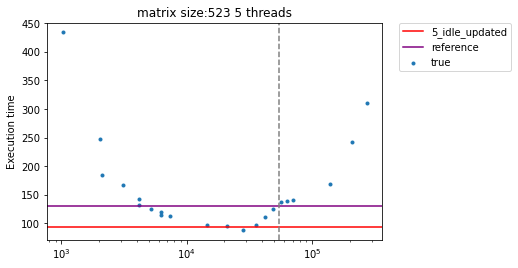 matrix size:523 5 threads
Execution time
450
400
350
300
250
200
150
100
10³
10⁴
10⁵
5_idle_updated
reference
true